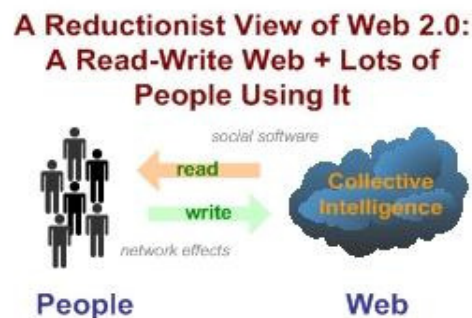 A Reductionist View of Web 2.0:
A Read-Write Web + Lots of
People Using It
social software
read
Collective
Intelligence
write
network effects
People
Web